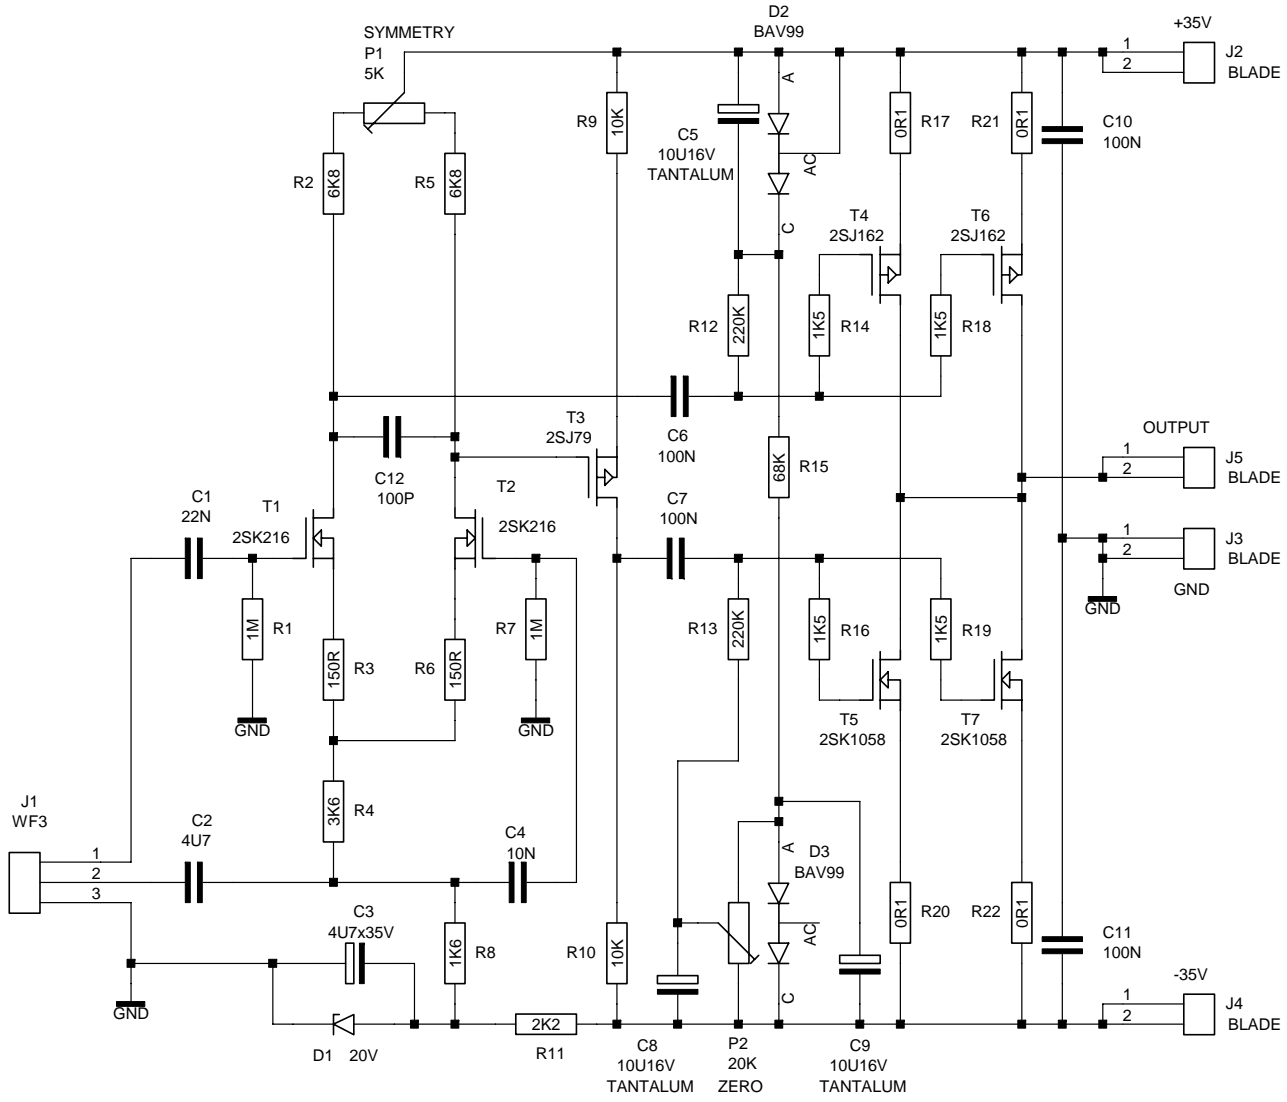 D2
BAV99
SYMMETRY
P1
5K
+35V
1
2
J2
BLADE
A
R9
10K
C5
10U16V
TANTALUM
AC
0R1
R17
R21
0R1
C10
100N
R2
6K8
R5
6K8
C
T4
2SJ162
T6
2SJ162
R12
220K
1K5
R14
1K5
R18
T3
2SJ79
C6
100N
68K
R15
OUTPUT
1
2
J5
BLADE
C12
100P
T2
2SK216
C1
22N
T1
2SK216
C7
100N
1
2
J3
BLADE
GND
GND
1M
R1
R7
1M
150R
R3
R6
150R
R13
220K
1K5
R16
1K5
R19
GND
GND
T5
2SK1058
T7
2SK1058
J1
WF3
1
2
3
C2
4U7
3K6
R4
C4
10N
A
D3
BAV99
AC
C
C3
4U7x35V
1K6
R8
R10
10K
0R1
R20
R22
0R1
C11
100N
GND
-35V
1
2
J4
BLADE
D1 20V
2K2
R11
C8
10U16V
TANTALUM
P2
20K
ZERO
C9
10U16V
TANTALUM